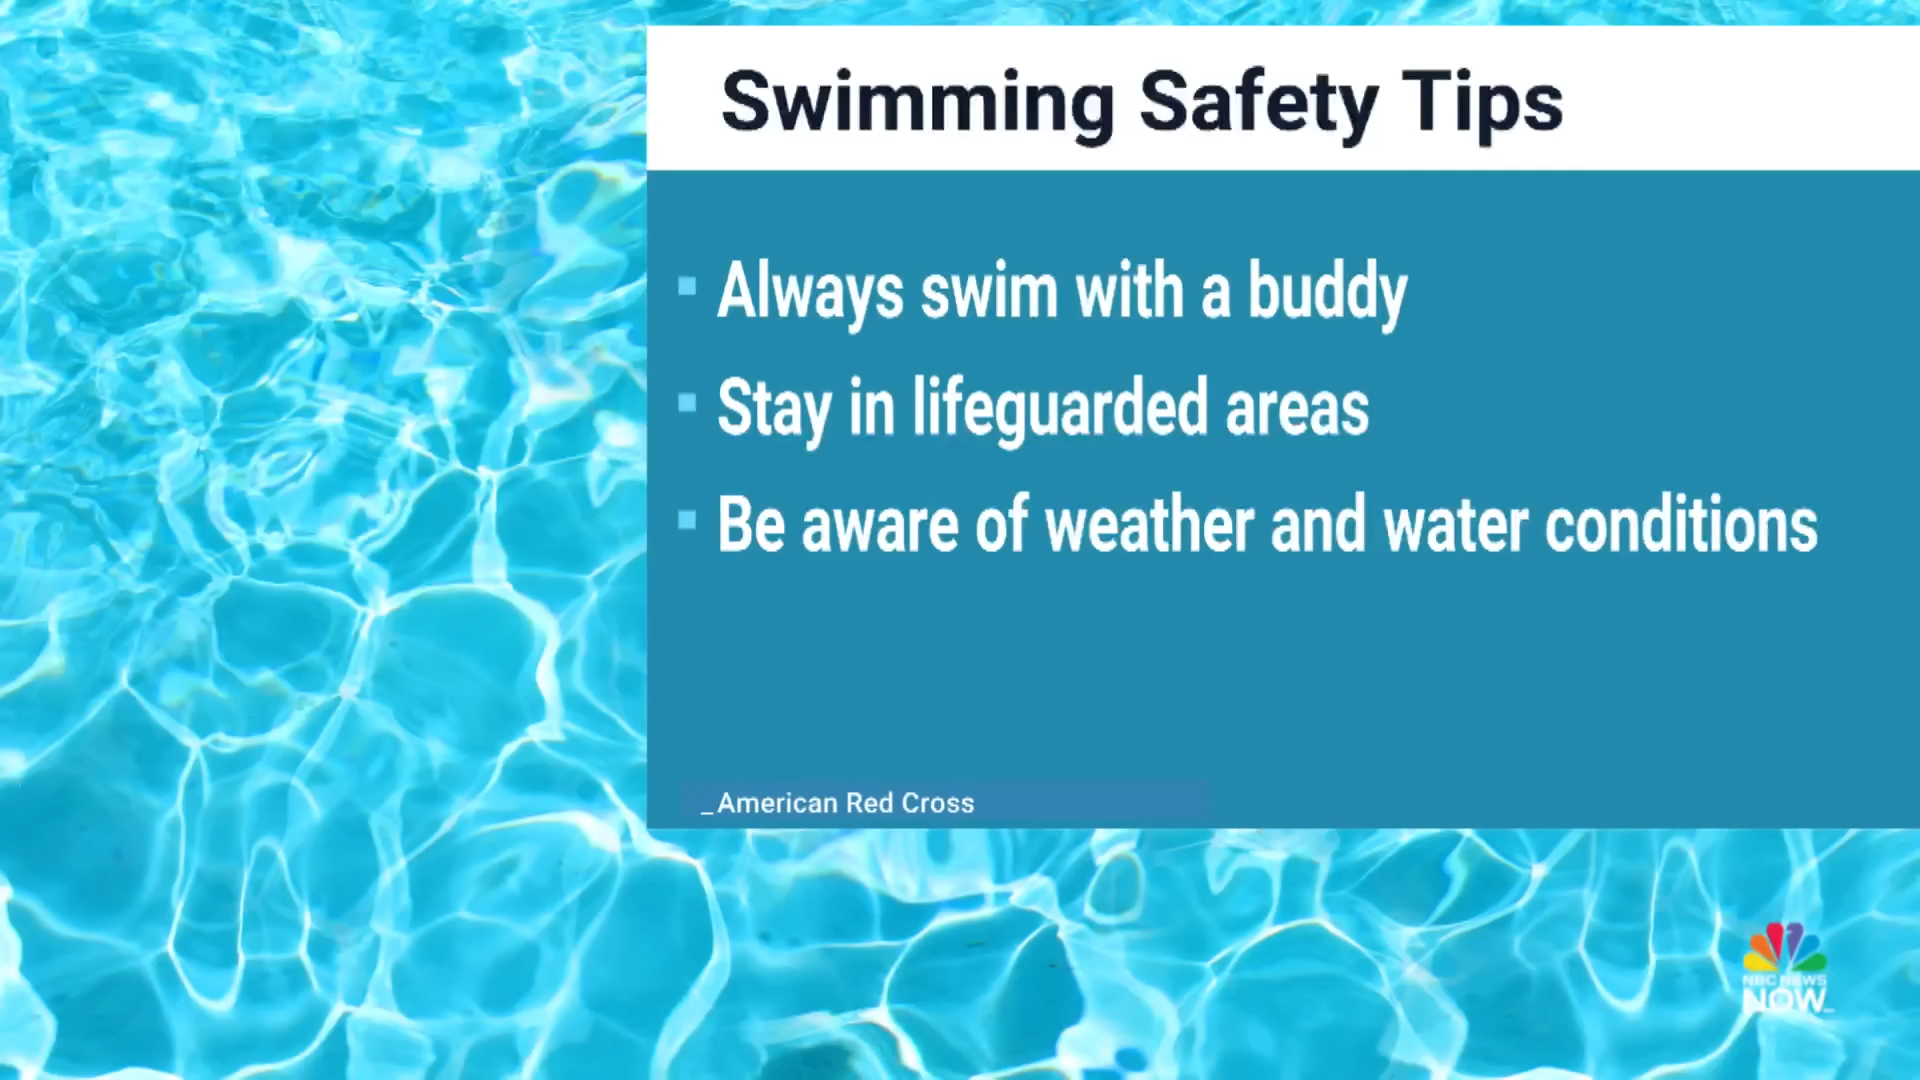 Swimming Safety Tips
Always swim with a buddy
Stay in lifeguarded areas
Be aware of weather and water conditions
_American Red Cross
NBC NEWS
NOW